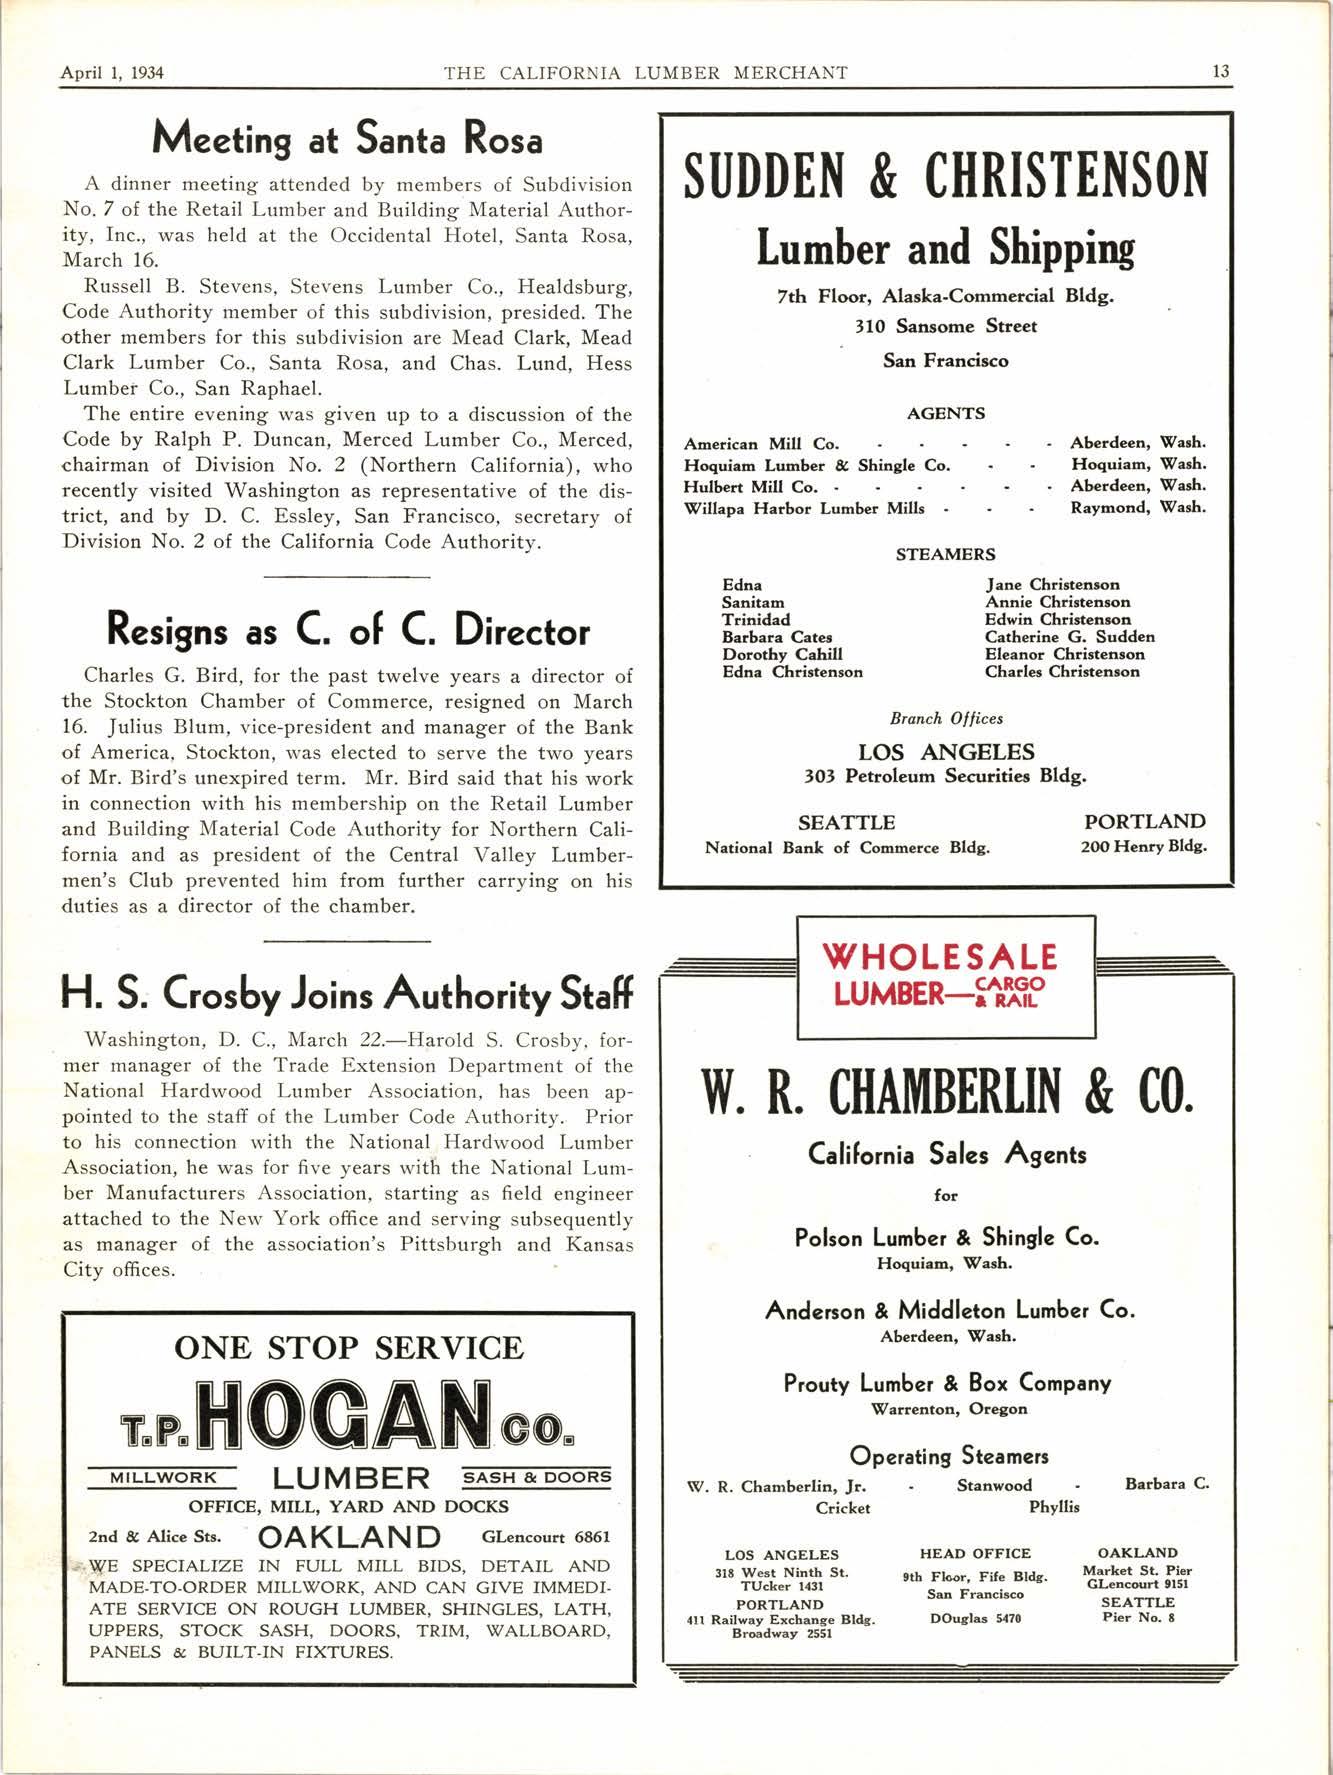 April 1, 1934
THE CALIFORNIA LUMBER MERCHANT
13
Meeting at Santa Rosa
A dinner meeting attended by members of Subdivision
No. 7 of the Retail Lumber and Building Material Author-
ity, Inc., was held at the Occidental Hotel, Santa Rosa,
March 16.
Russell B. Stevens, Stevens Lumber Co., Healdsburg,
Code Authority member of this subdivision, presided. The
other members for this subdivision are Mead Clark, Mead
Clark Lumber Co., Santa Rosa, and Chas. Lund, Hess
Lumber Co., San Raphael.
The entire evening was given up to a discussion of the
Code by Ralph P. Duncan, Merced Lumber Co., Merced,
chairman of Division No. 2 (Northern California), who
recently visited Washington as representative of the dis-
trict, and by D. C. Essley, San Francisco, secretary of
Division No. 2 of the California Code Authority.
Resigns as C. of C. Director
Charles G. Bird, for the past twelve years a director of
the Stockton Chamber of Commerce, resigned on March
16. Julius Blum, vice-president and manager of the Bank
of America, Stockton, was elected to serve the two years
of Mr. Bird's unexpired term. Mr. Bird said that his work
in connection with his membership on the Retail Lumber
and Building Material Code Authority for Northern Cali-
fornia and as president of the Central Valley Lumber-
men's Club prevented him from further carrying on his
duties as a director of the chamber.
H. S. Crosby Joins Authority Staff
Washington, D. C., March 22.—Harold S. Crosby, for-
mer manager of the Trade Extension Department of the
National Hardwood Lumber Association, has been ap-
pointed to the staff of the Lumber Code Authority. Prior
to his connection with the National Hardwood Lumber
Association, he was for five years with the National Lum-
ber Manufacturers Association, starting as field engineer
attached to the New York office and serving subsequently
as manager of the association's Pittsburgh and Kansas
City offices.
ONE STOP SERVICE
T.P. HOGAN CO.
MILLWORK LUMBER SASH & DOORS
OFFICE, MILL, YARD AND DOCKS
2nd & Alice Sts. OAKLAND GLencourt 6861
WE SPECIALIZE IN FULL MILL BIDS, DETAIL AND
MADE-TO-ORDER MILLWORK, AND CAN GIVE IMMEDI-
ATE SERVICE ON ROUGH LUMBER, SHINGLES, LATH,
UPPERS, STOCK SASH, DOORS, TRIM, WALLBOARD,
PANELS & BUILT-IN FIXTURES.
SUDDEN & CHRISTENSON
Lumber and Shipping
7th Floor, Alaska-Commercial Bldg.
310 Sansome Street
San Francisco
AGENTS
American Mill Co. - - - - - Aberdeen, Wash.
Hoquiam Lumber & Shingle Co. - - Hoquiam, Wash.
Hulbert Mill Co. - - - - - - Aberdeen, Wash.
Willapa Harbor Lumber Mills - - - Raymond, Wash.
STEAMERS
Edna Jane Christenson
Sanitam Annie Christenson
Trinidad Edwin Christenson
Barbara Cates Catherine G. Sudden
Dorothy Cahill Eleanor Christenson
Edna Christenson Charles Christenson
Branch Offices
LOS ANGELES
303 Petroleum Securities Bldg.
SEATTLE PORTLAND
National Bank of Commerce Bldg. 200 Henry Bldg.
WHOLESALE
LUMBER—CARGO
& RAIL
W. R. CHAMBERLIN & CO.
California Sales Agents
for
Polson Lumber & Shingle Co.
Hoquiam, Wash.
Anderson & Middleton Lumber Co.
Aberdeen, Wash.
Prouty Lumber & Box Company
Warrenton, Oregon
Operating Steamers
W. R. Chamberlin, Jr. - Stanwood - Barbara C.
Cricket Phyllis
LOS ANGELES
318 West Ninth St.
TUcker 1431
PORTLAND
411 Railway Exchange Bldg.
Broadway 2551
HEAD OFFICE
9th Floor, Fife Bldg.
San Francisco
DOuglas 5470
OAKLAND
Market St. Pier
GLencourt 9151
SEATTLE
Pier No. 8